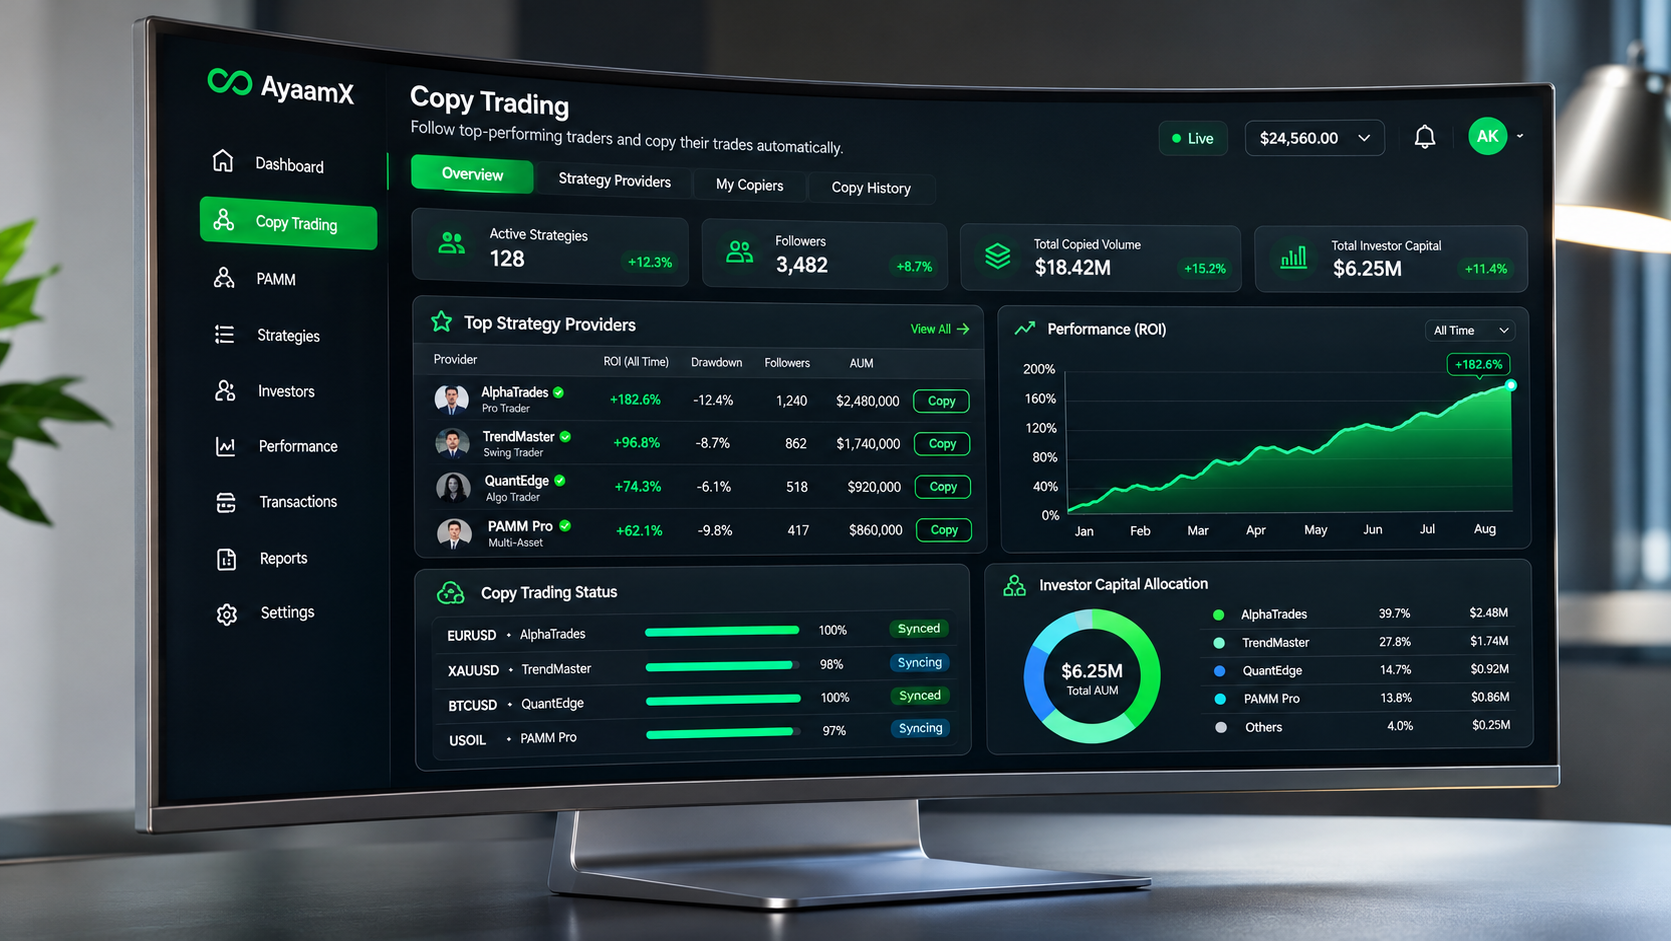 AyaamX
Dashboard
Copy Trading
PAMM
Strategies
Investors
Performance
Transactions
Reports
Settings
Copy Trading
Follow top-performing traders and copy their trades automatically.
Live
$24,560.00
AK
Overview
Strategy Providers
My Copiers
Copy History
Active Strategies
128
+12.3%
Followers
3,482
+8.7%
Total Copied Volume
$18.42M
+15.2%
Total Investor Capital
$6.25M
+11.4%
Top Strategy Providers
View All
Provider ROI (All Time) Drawdown Followers AUM
AlphaTrades +182.6% -12.4% 1,240 $2,480,000 Copy
Pro Trader
TrendMaster +96.8% -8.7% 862 $1,740,000 Copy
Swing Trader
QuantEdge +74.3% -6.1% 518 $920,000 Copy
Algo Trader
PAMM Pro +62.1% -9.8% 417 $860,000 Copy
Multi-Asset
Performance (ROI)
All Time
+182.6%
200%
160%
120%
80%
40%
0%
Jan Feb Mar Apr May Jun Jul Aug
Copy Trading Status
EURUSD • AlphaTrades 100% Synced
XAUUSD • TrendMaster 98% Syncing
BTCUSD • QuantEdge 100% Synced
USOIL • PAMM Pro 97% Syncing
Investor Capital Allocation
$6.25M
Total AUM
AlphaTrades 39.7% $2.48M
TrendMaster 27.8% $1.74M
QuantEdge 14.7% $0.92M
PAMM Pro 13.8% $0.86M
Others 4.0% $0.25M